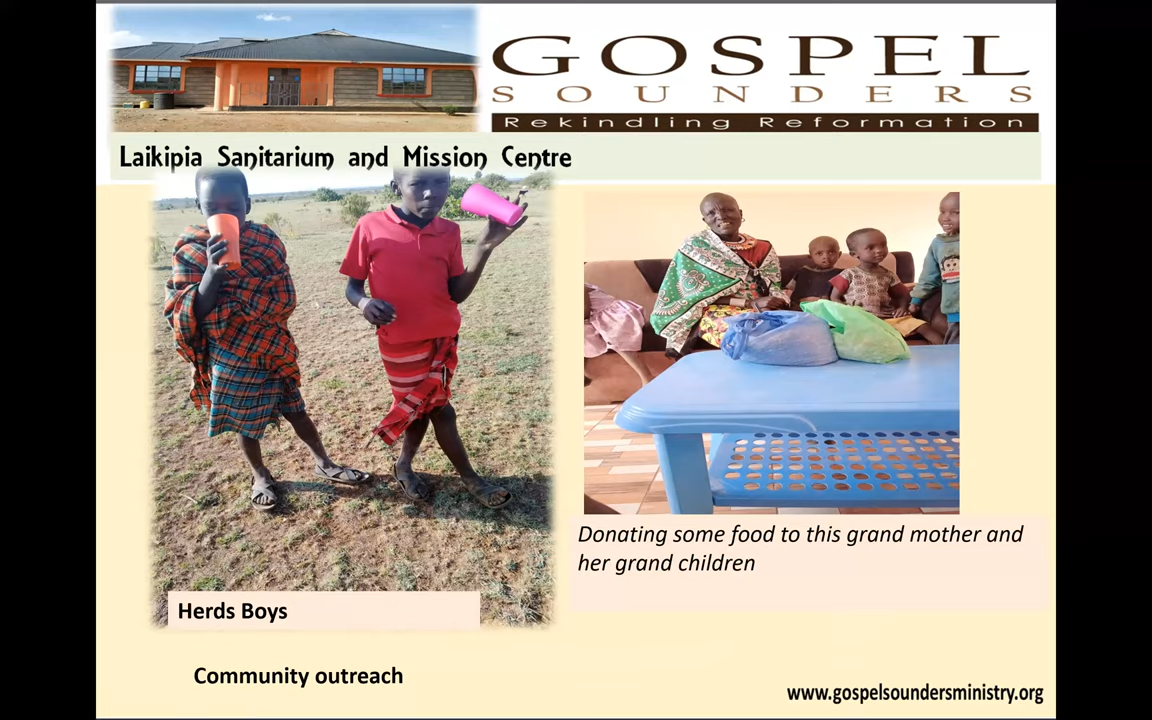 GOSPEL
SOUNDERS
Rekindling Reformation
Laikipia Sanitarium and Mission Centre
Donating some food to this grand mother and
her grand children
Herds Boys
Community outreach
www.gospelsoundersministry.org